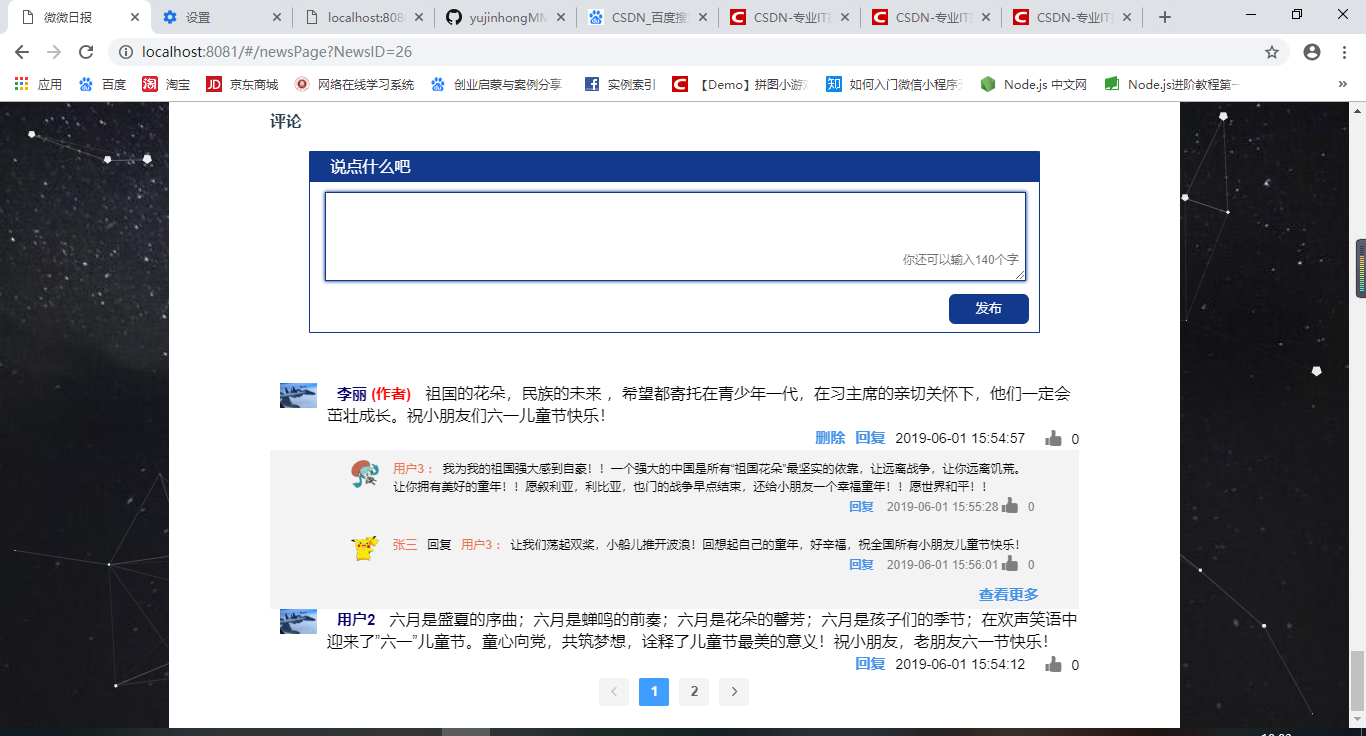 微微日报
设置
localhost:808
yujinhongMM
CSDN_百度搜
CSDN-专业IT
CSDN-专业IT
CSDN-专业IT
localhost:8081/#/newsPage?NewsID=26
应用 百度 淘宝 京东商城 网络在线学习系统 创业启蒙与案例分享 实例索引 【Demo】拼图小游 如何入门微信小程序 Node.js 中文网 Node.js进阶教程第一 »
评论
说点什么吧
你还可以输入140个字
发布
李丽 (作者) 祖国的花朵，民族的未来 ，希望都寄托在青少年一代，在习主席的亲切关怀下，他们一定会
茁壮成长。祝小朋友们六一儿童节快乐！
删除 回复 2019-06-01 15:54:57 0
用户3： 我为我的祖国强大感到自豪！！一个强大的中国是所有“祖国花朵”最坚实的依靠，让远离战争，让你远离饥荒。
让你拥有美好的童年！！愿叙利亚，利比亚，也门的战争早点结束，还给小朋友一个幸福童年！！愿世界和平！！
回复 2019-06-01 15:55:28 0
张三 回复 用户3： 让我们荡起双桨，小船儿推开波浪！回想起自己的童年，好幸福，祝全国所有小朋友儿童节快乐！
回复 2019-06-01 15:56:01 0
查看更多
用户2 六月是盛夏的序曲；六月是蝉鸣的前奏；六月是花朵的馨芳；六月是孩子们的季节；在欢声笑语中
迎来了”六一”儿童节。童心向党，共筑梦想，诠释了儿童节最美的意义！祝小朋友，老朋友六一节快乐！
回复 2019-06-01 15:54:12 0
< 1 2 >